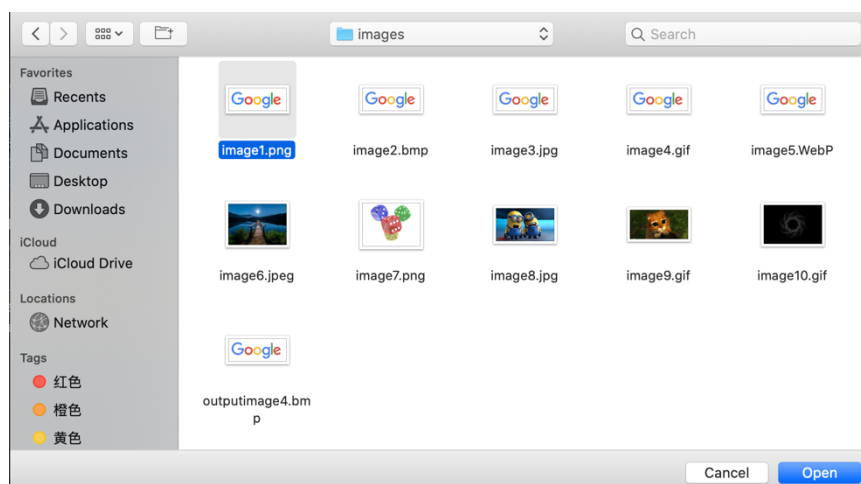 images
Search
Favorites
Recents
Applications
Documents
Desktop
Downloads
iCloud
iCloud Drive
Locations
Network
Tags
红色
橙色
黄色
Google
Google
Google
Google
Google
image1.png
image2.bmp
image3.jpg
image4.gif
image5.WebP
image6.jpeg
image7.png
image8.jpg
image9.gif
image10.gif
Google
outputimage4.bm
p
Cancel
Open